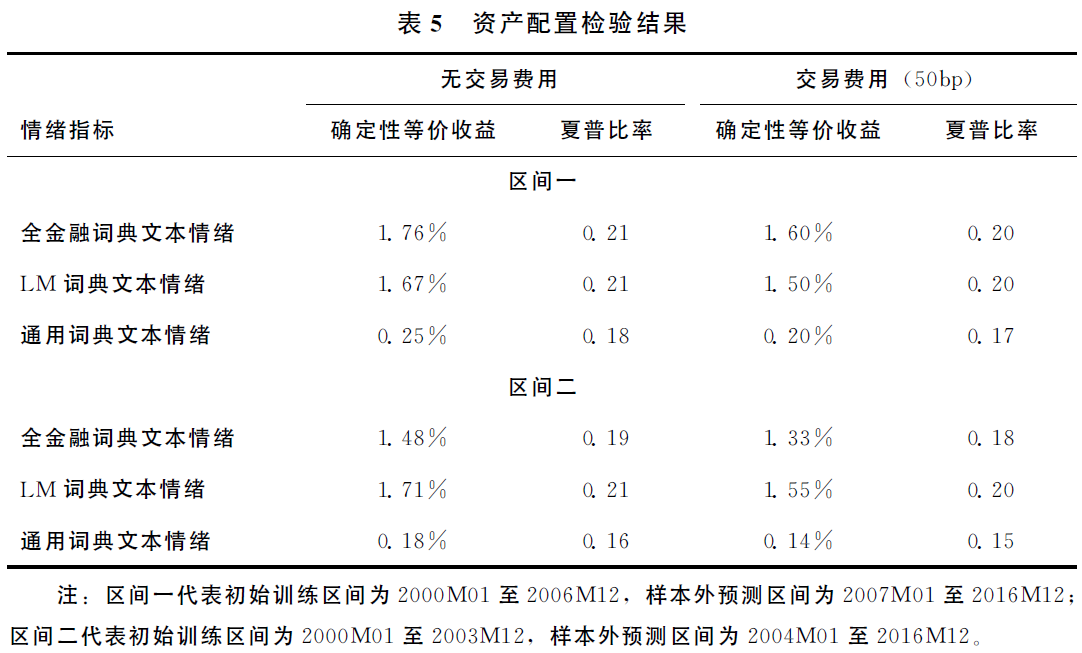 表 5 资产配置检验结果
无交易费用 交易费用（50bp）
情绪指标 确定性等价收益 夏普比率 确定性等价收益 夏普比率
区间一
全金融词典文本情绪 1.76% 0.21 1.60% 0.20
LM 词典文本情绪 1.67% 0.21 1.50% 0.20
通用词典文本情绪 0.25% 0.18 0.20% 0.17
区间二
全金融词典文本情绪 1.48% 0.19 1.33% 0.18
LM 词典文本情绪 1.71% 0.21 1.55% 0.20
通用词典文本情绪 0.18% 0.16 0.14% 0.15
注：区间一代表初始训练区间为 2000M01 至 2006M12，样本外预测区间为 2007M01 至 2016M12；
区间二代表初始训练区间为 2000M01 至 2003M12，样本外预测区间为 2004M01 至 2016M12。